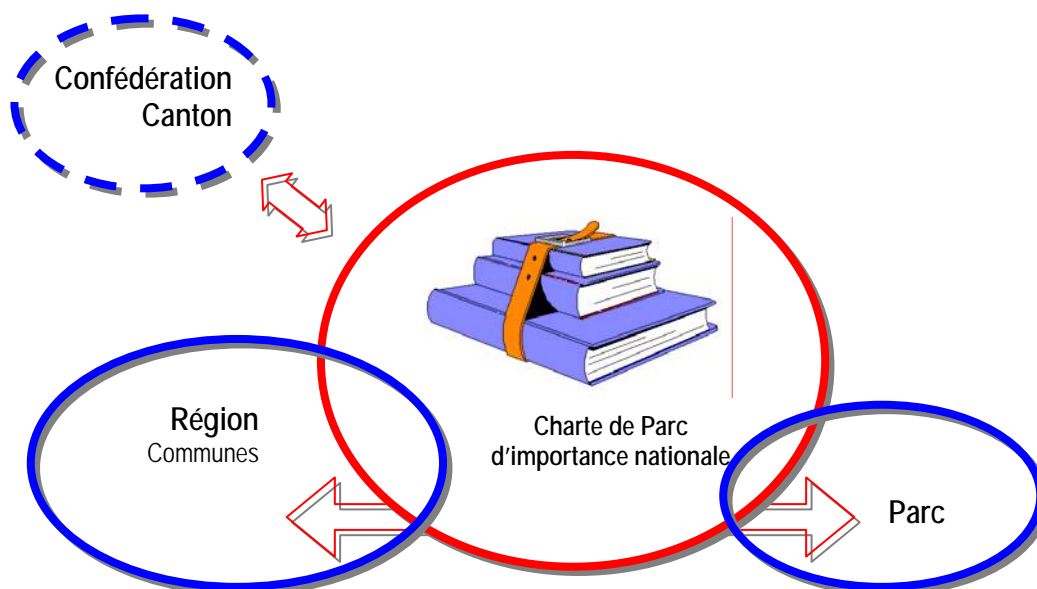 Confédération
Canton
Région
Communes
Charte de Parc
d'importance nationale
Parc